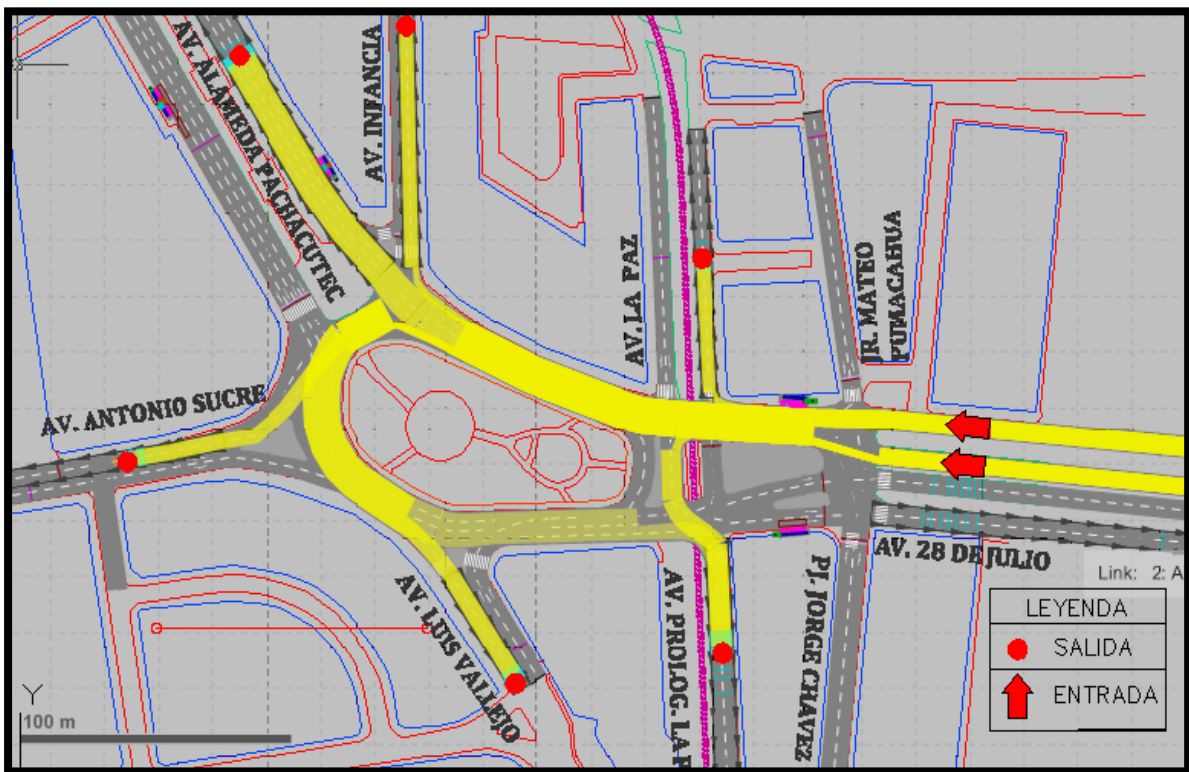 AV. ALAMEDA PACHACUTEC
AV. INFANCIA
AV. LA PAZ
JR. MATEO
PUMACAHUA
AV. ANTONIO SUCRE
AV. LUIS VALLEJO
AV. PROLOG. LA P
PJ. JORGE CHAVEZ
AV. 28 DE JULIO
Link: 2: A
LEYENDA
SALIDA
ENTRADA
Y
100 m